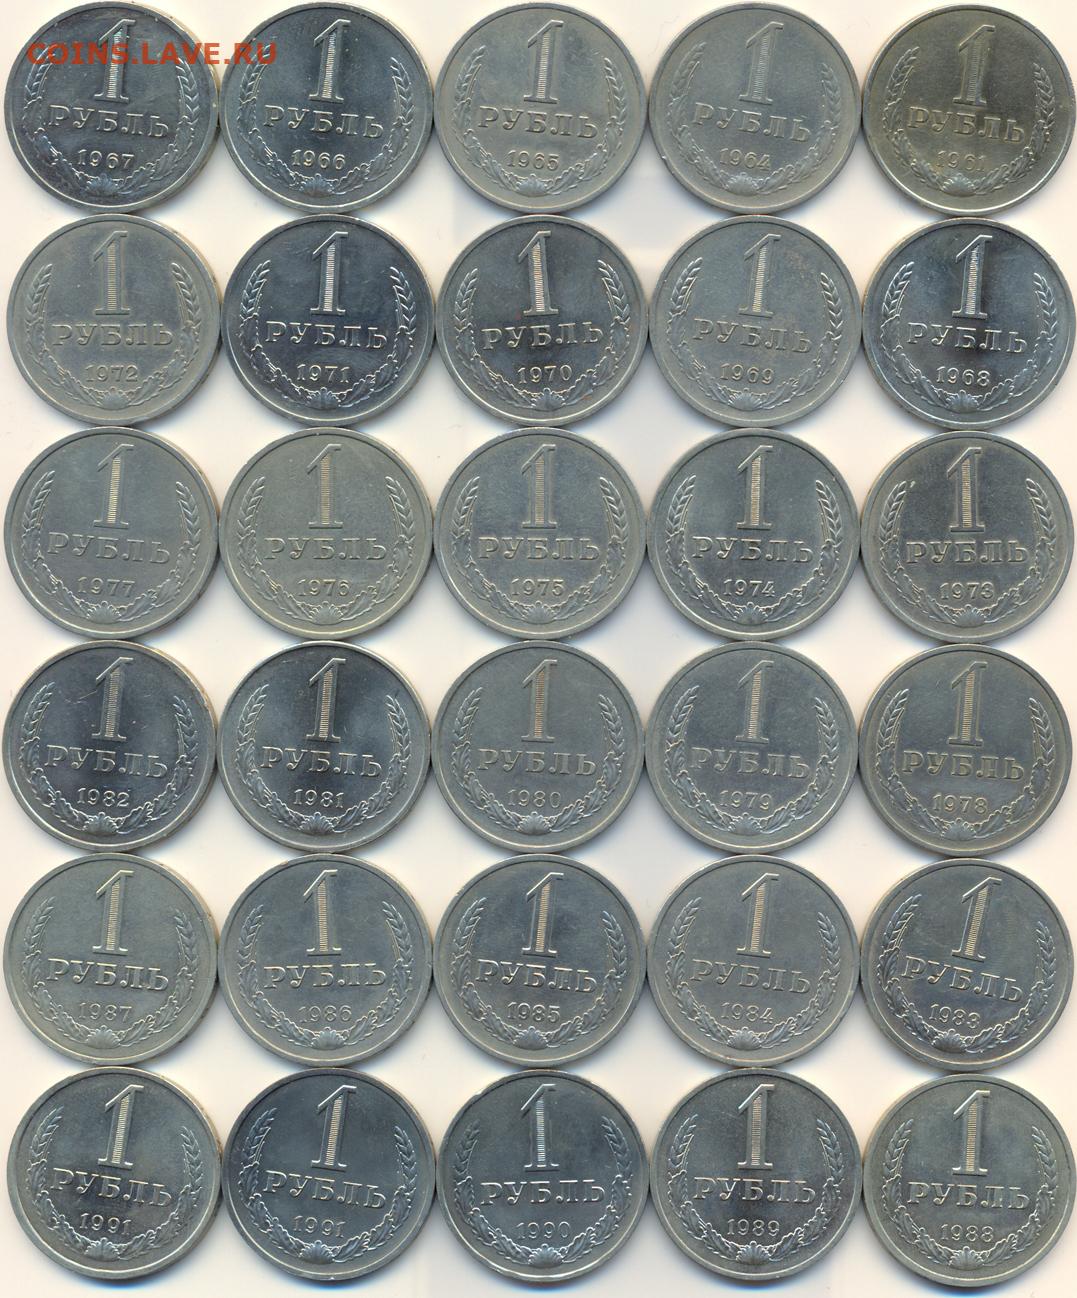 COINS.LAVE.RU
1
РУБЛЬ
1967
1
РУБЛЬ
1966
1
РУБЛЬ
1965
1
РУБЛЬ
1964
1
РУБЛЬ
1961
1
РУБЛЬ
1972
1
РУБЛЬ
1971
1
РУБЛЬ
1970
1
РУБЛЬ
1969
1
РУБЛЬ
1968
1
РУБЛЬ
1977
1
РУБЛЬ
1976
1
РУБЛЬ
1975
1
РУБЛЬ
1974
1
РУБЛЬ
1973
1
РУБЛЬ
1982
1
РУБЛЬ
1981
1
РУБЛЬ
1980
1
РУБЛЬ
1979
1
РУБЛЬ
1978
1
РУБЛЬ
1987
1
РУБЛЬ
1986
1
РУБЛЬ
1985
1
РУБЛЬ
1984
1
РУБЛЬ
1983
1
РУБЛЬ
1991
1
РУБЛЬ
1991
1
РУБЛЬ
1990
1
РУБЛЬ
1989
1
РУБЛЬ
1988